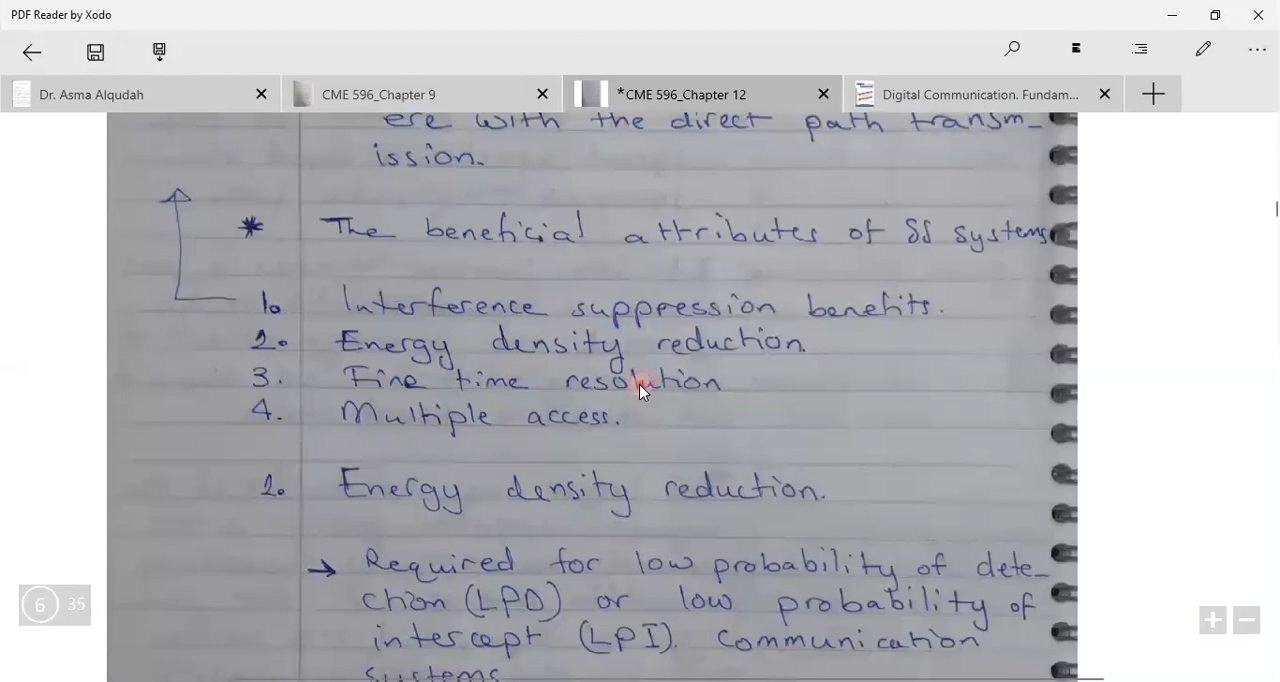 PDF Reader by Xodo
Dr. Asma Alqudah
CME 596_Chapter 9
*CME 596_Chapter 12
Digital Communication. Fundam...
ere with the direct path transm-
ission.
* The beneficial attributes of SS systems
1. Interference suppression benefits.
2. Energy density reduction.
3. Fine time resolution
4. Multiple access.
2. Energy density reduction.
→ Required for low probability of dete-
ction (LPD) or low probability of
intercept (LPI). Communication
systems
6 35